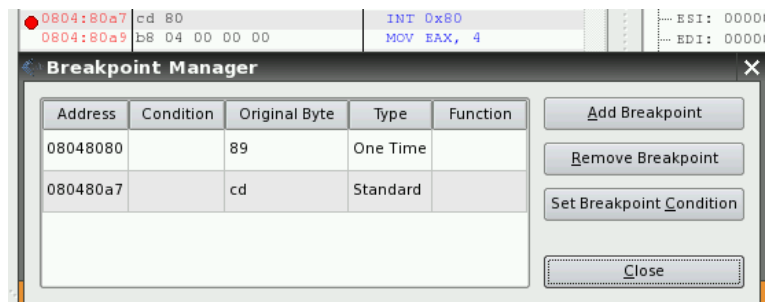 0804:80a7 cd 80 INT 0x80 ESI: 0000
0804:80a9 b8 04 00 00 00 MOV EAX, 4 EDI: 0000
Breakpoint Manager
Address Condition Original Byte Type Function Add Breakpoint
08048080 89 One Time Remove Breakpoint
080480a7 cd Standard Set Breakpoint Condition
Close